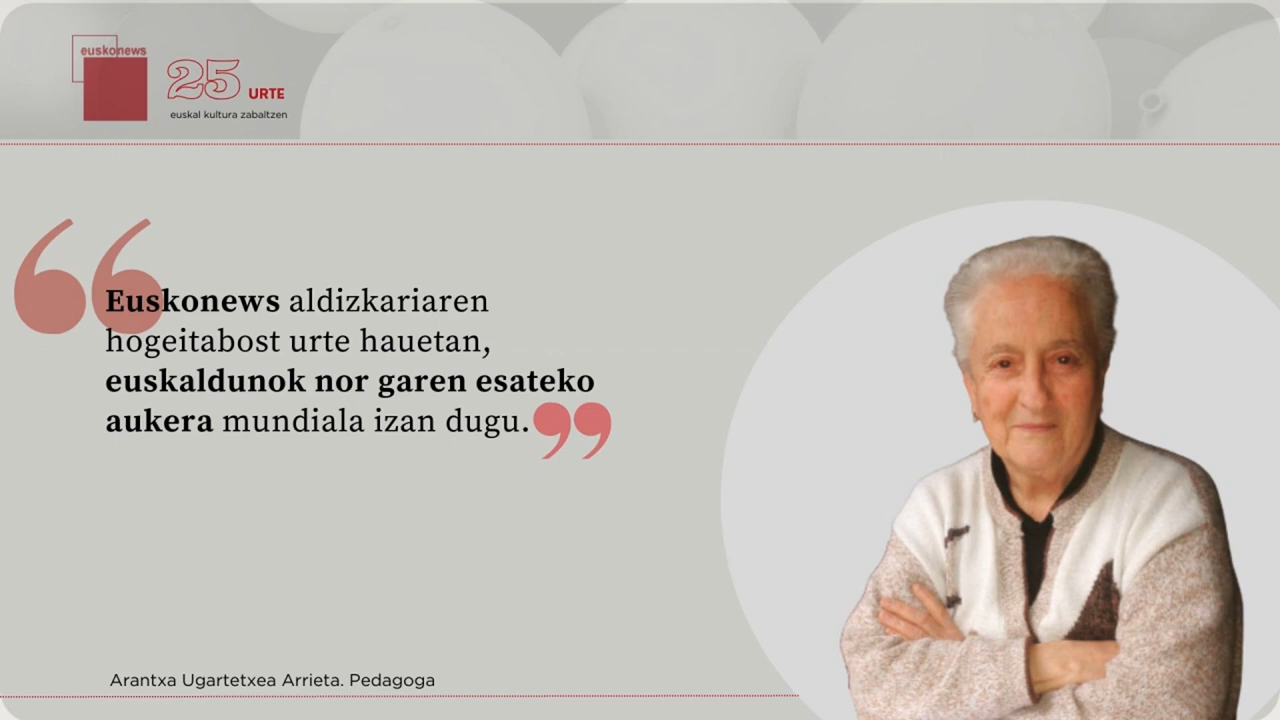 euskonews
25 URTE
euskal kultura zabaltzen
Euskonews aldizkariaren
hogeitabost urte hauetan,
euskaldunok nor garen esateko
aukera mundiala izan dugu.
Arantxa Ugartetxea Arrieta. Pedagoga